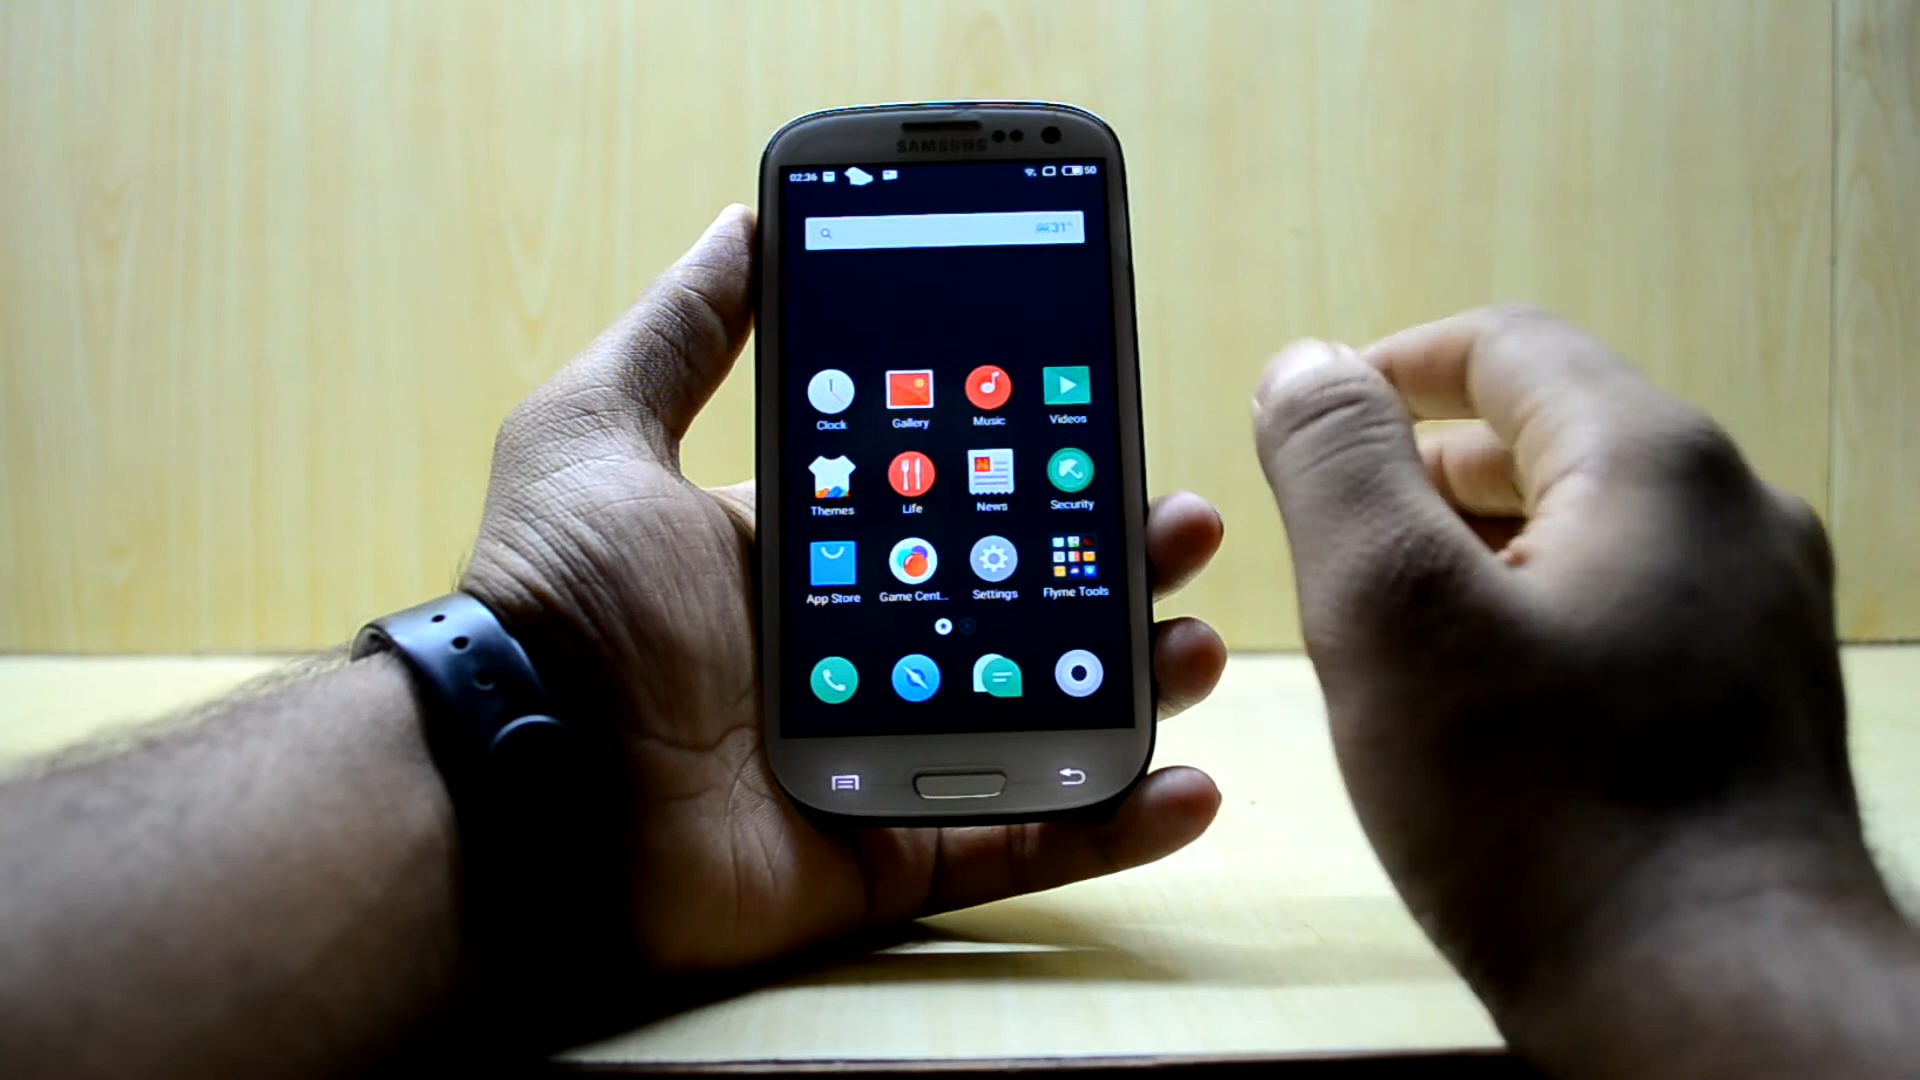 SAMSUNG
02:36 50
31°
Clock Gallery Music Videos
Themes Life News Security
App Store Game Cent... Settings Flyme Tools